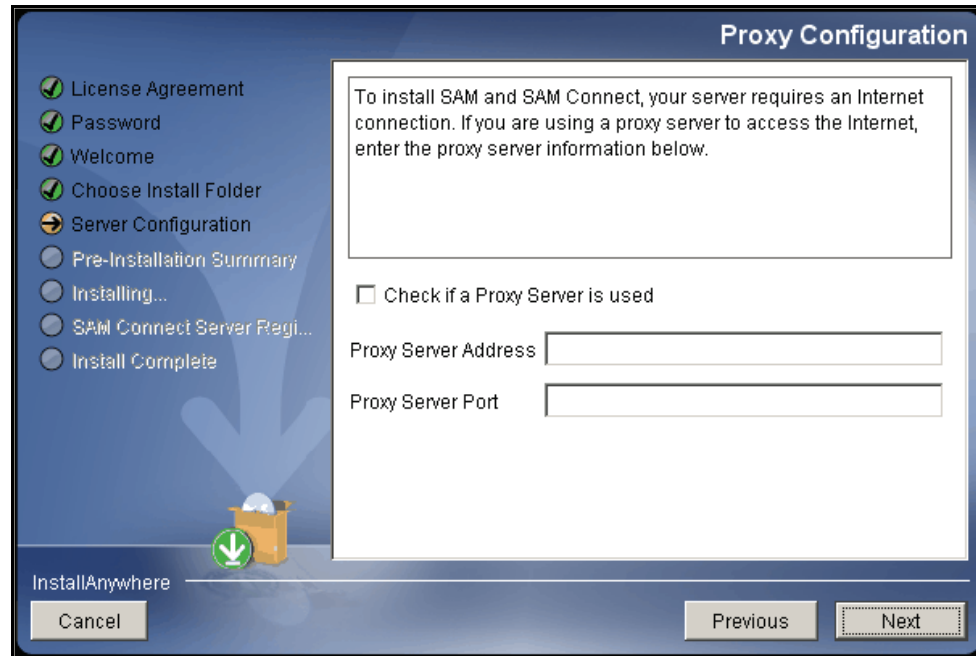 Proxy Configuration
License Agreement
Password
Welcome
Choose Install Folder
Server Configuration
Pre-Installation Summary
Installing...
SAM Connect Server Regi...
Install Complete
To install SAM and SAM Connect, your server requires an Internet
connection. If you are using a proxy server to access the Internet,
enter the proxy server information below.
Check if a Proxy Server is used
Proxy Server Address
Proxy Server Port
InstallAnywhere
Cancel
Previous
Next